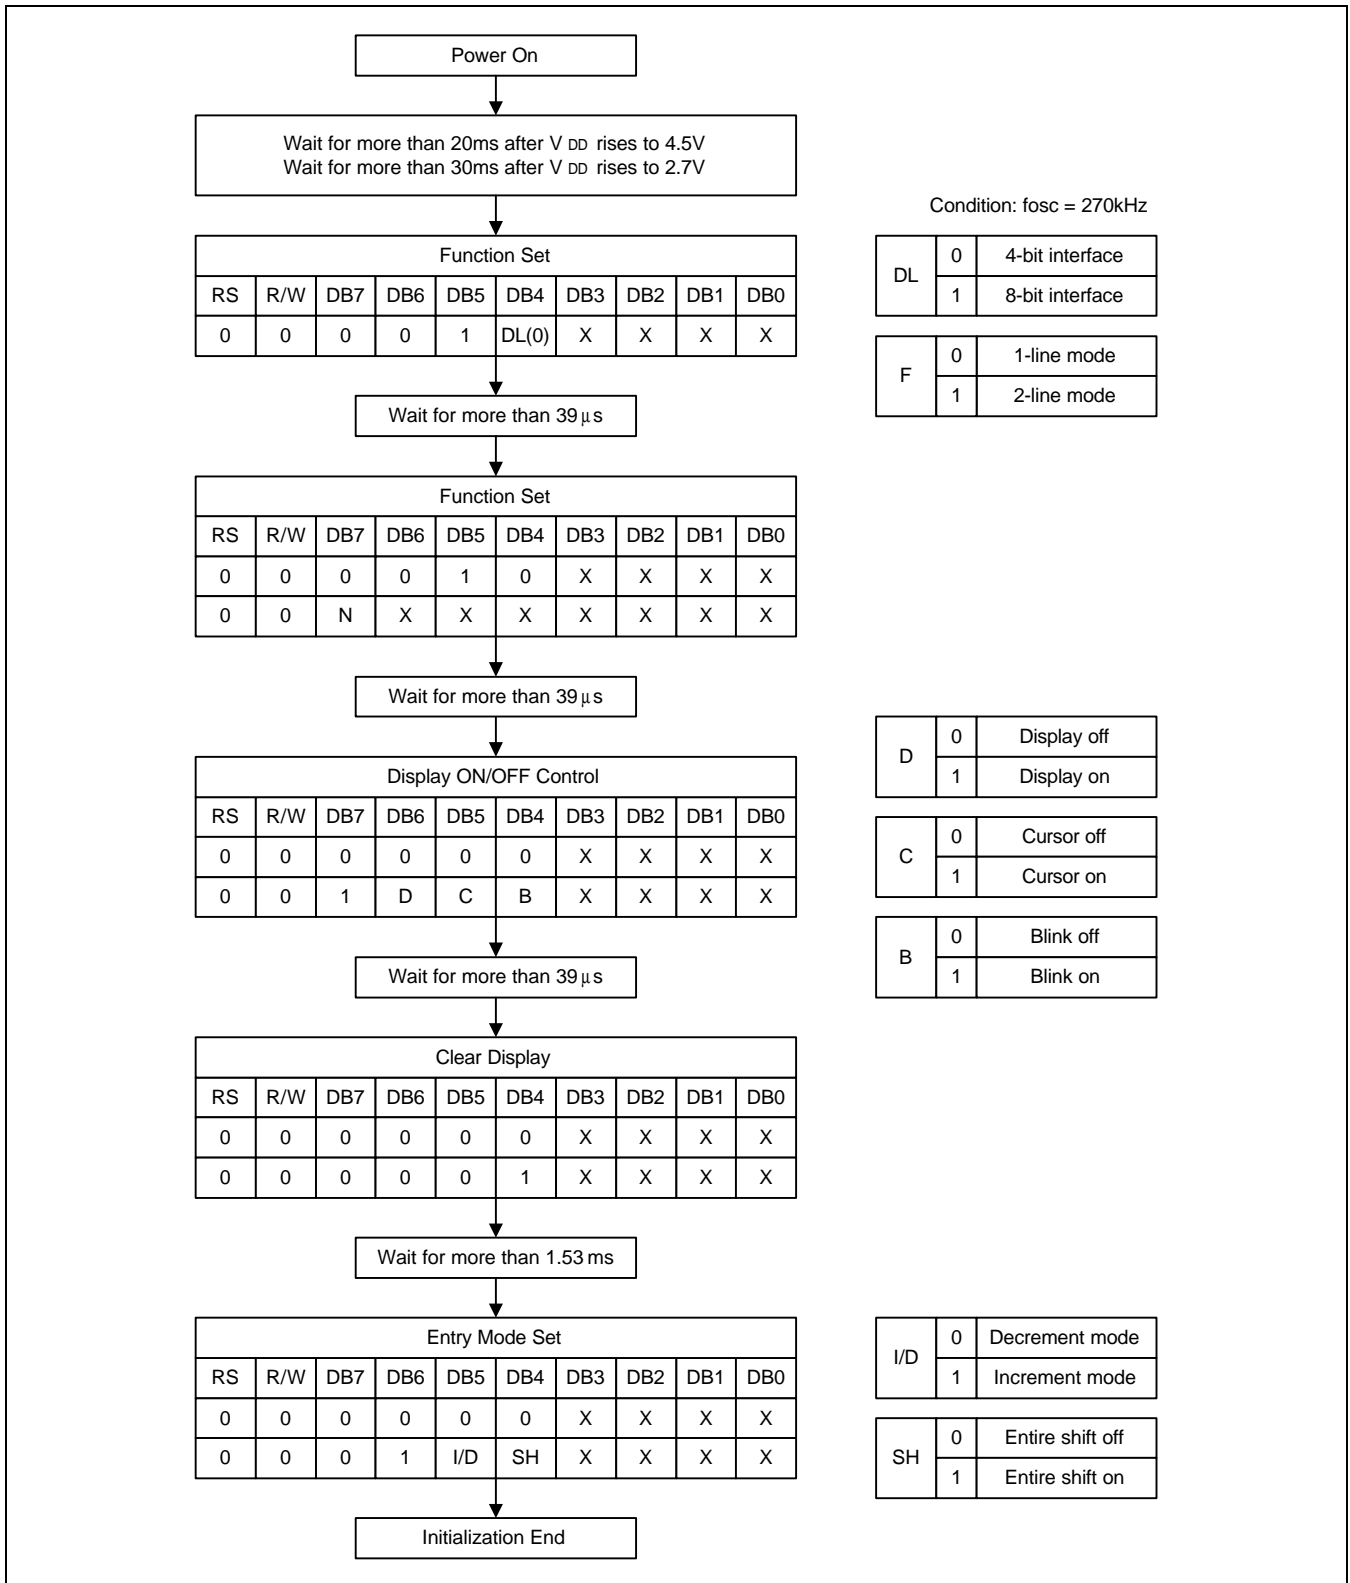 Power On
Wait for more than 20ms after V DD rises to 4.5V
Wait for more than 30ms after V DD rises to 2.7V
Condition: fosc = 270kHz
Function Set
RS R/W DB7 DB6 DB5 DB4 DB3 DB2 DB1 DB0
0 0 0 0 1 DL(0) X X X X
DL
0 4-bit interface
1 8-bit interface
F
0 1-line mode
1 2-line mode
Wait for more than 39μs
Function Set
RS R/W DB7 DB6 DB5 DB4 DB3 DB2 DB1 DB0
0 0 0 0 1 0 X X X X
0 0 N X X X X X X X
Wait for more than 39μs
Display ON/OFF Control
RS R/W DB7 DB6 DB5 DB4 DB3 DB2 DB1 DB0
0 0 0 0 0 0 X X X X
0 0 1 D C B X X X X
D
0 Display off
1 Display on
C
0 Cursor off
1 Cursor on
B
0 Blink off
1 Blink on
Wait for more than 39μs
Clear Display
RS R/W DB7 DB6 DB5 DB4 DB3 DB2 DB1 DB0
0 0 0 0 0 0 X X X X
0 0 0 0 0 1 X X X X
Wait for more than 1.53 ms
Entry Mode Set
RS R/W DB7 DB6 DB5 DB4 DB3 DB2 DB1 DB0
0 0 0 0 0 0 X X X X
0 0 0 1 I/D SH X X X X
I/D
0 Decrement mode
1 Increment mode
SH
0 Entire shift off
1 Entire shift on
Initialization End